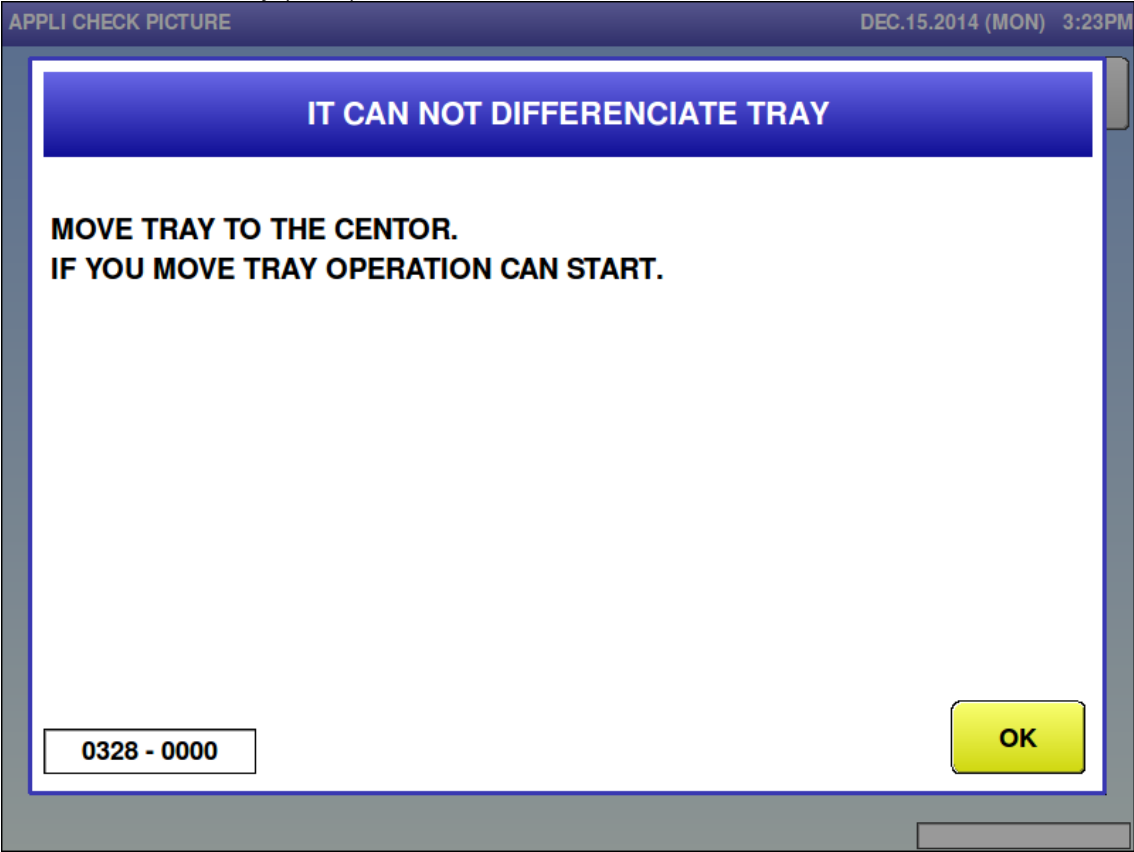 APPLI CHECK PICTURE
DEC.15.2014 (MON) 3:23PM
IT CAN NOT DIFFERENCIATE TRAY
MOVE TRAY TO THE CENTOR.
IF YOU MOVE TRAY OPERATION CAN START.
0328 - 0000
OK